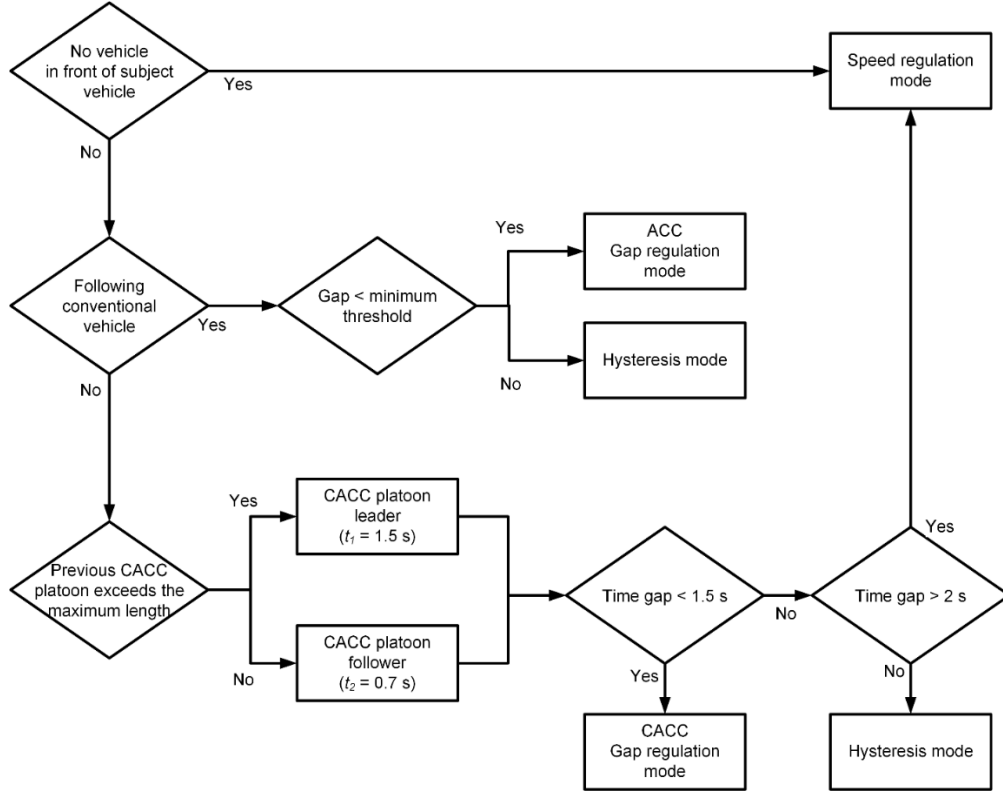 No vehicle
in front of subject
vehicle
Yes
Speed regulation
mode
No
Following
conventional
vehicle
Yes
Gap < minimum
threshold
Yes
ACC
Gap regulation
mode
No
Hysteresis mode
No
Previous CACC
platoon exceeds the
maximum length
Yes
CACC platoon
leader
(t₁ = 1.5 s)
No
CACC platoon
follower
(t₂ = 0.7 s)
Time gap < 1.5 s
No
Time gap > 2 s
Yes
Yes
CACC
Gap regulation
mode
No
Hysteresis mode